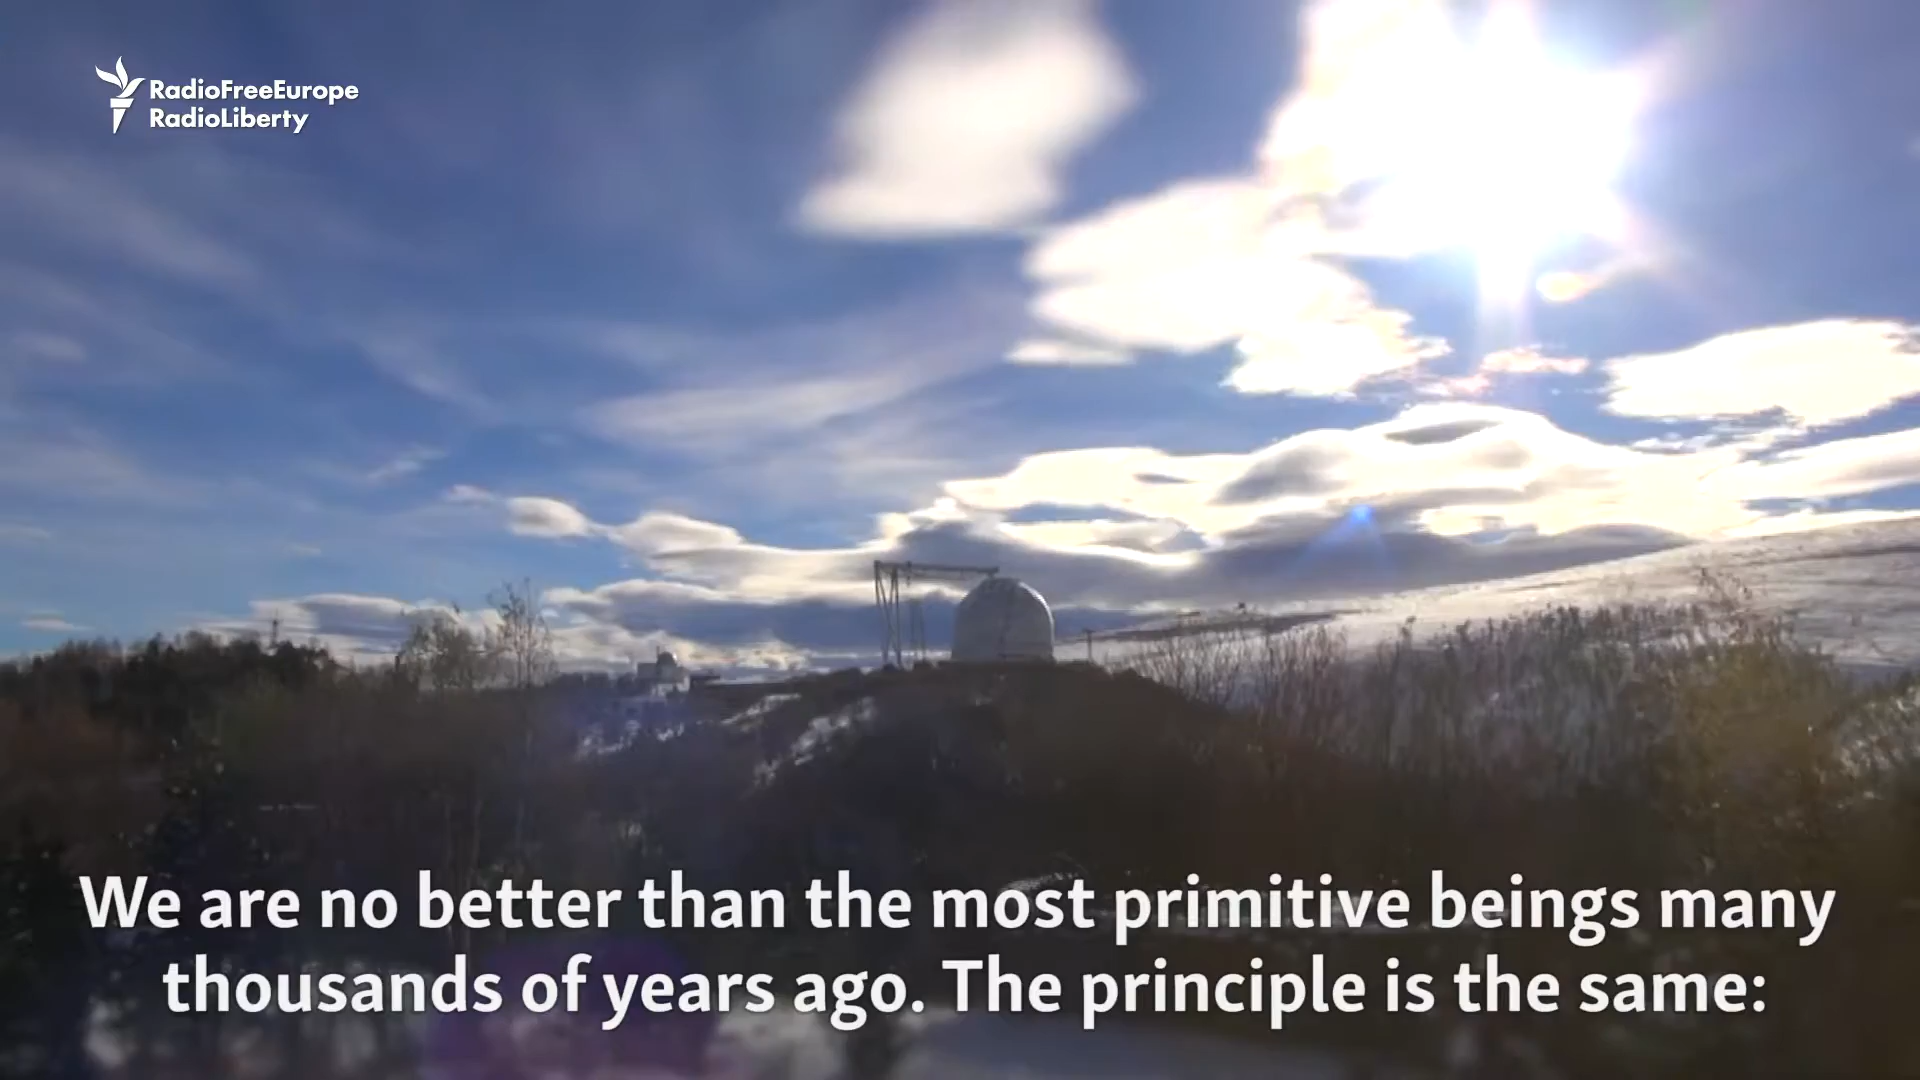 RadioFreeEurope
RadioLiberty
We are no better than the most primitive beings many
thousands of years ago. The principle is the same: